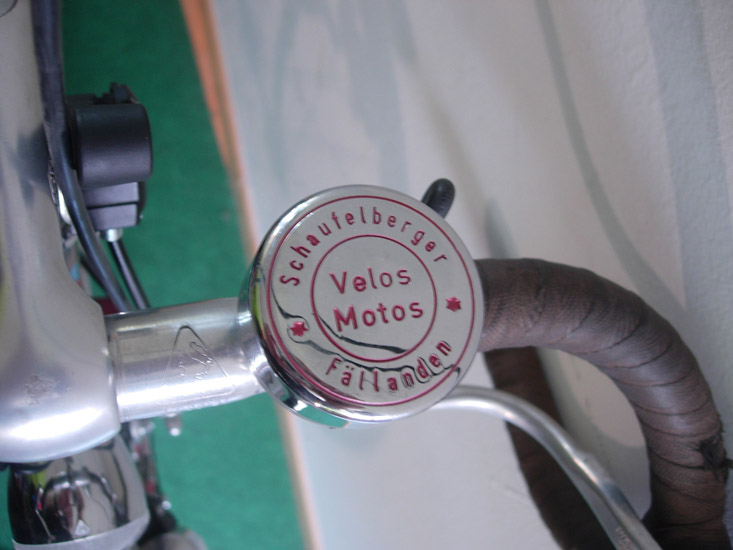 Schaufelberger
Velos
Motos
Fällanden